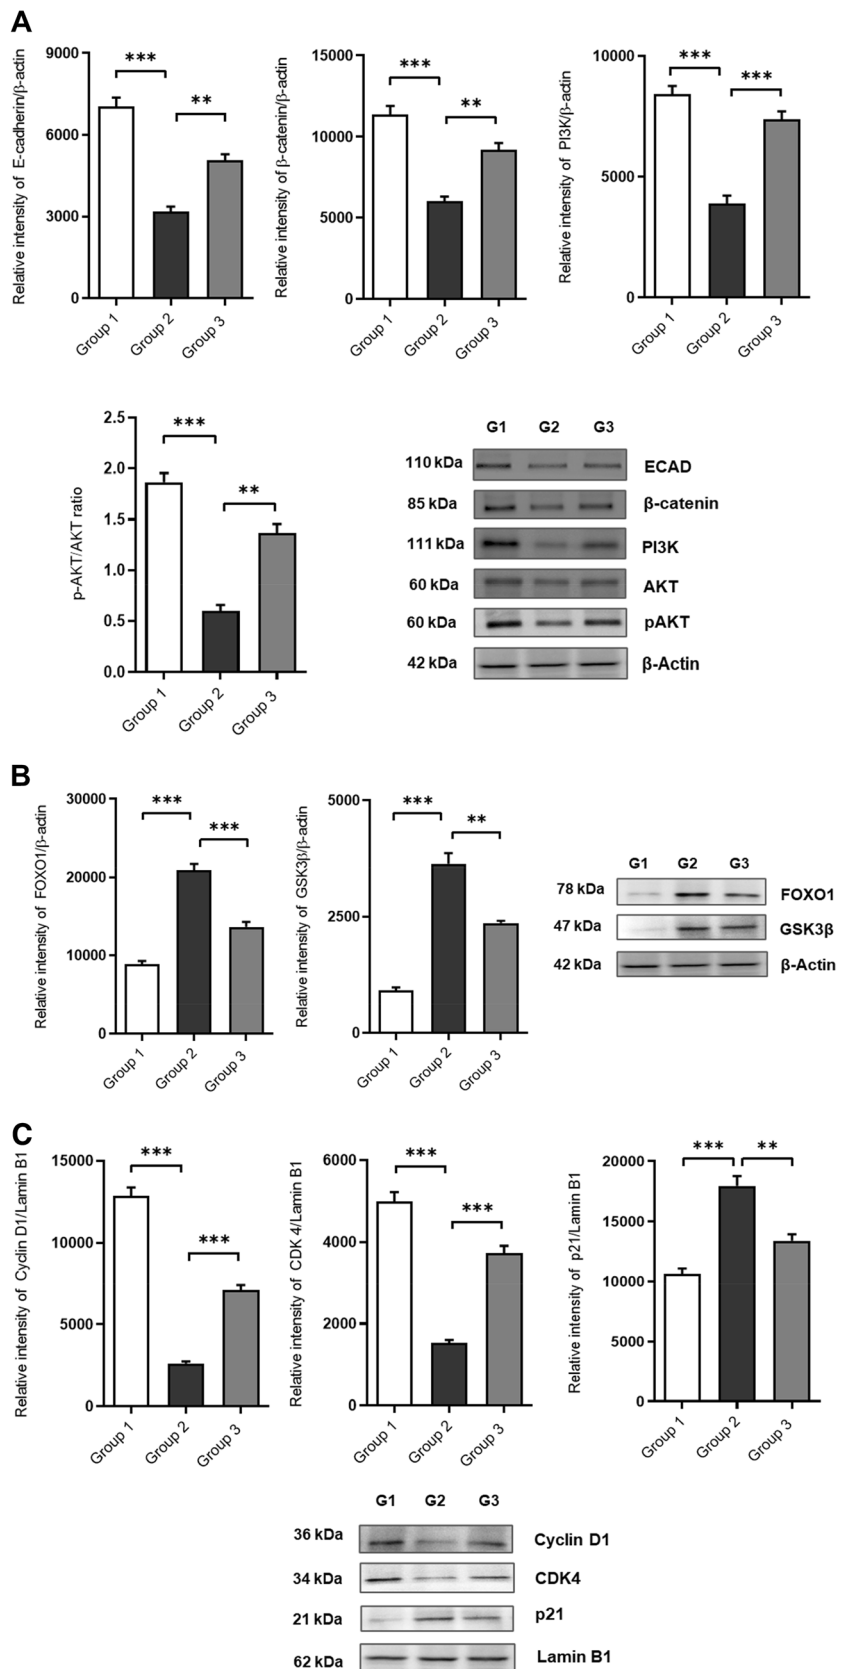 A
Relative intensity of E-cadherin/β-actin
9000
6000
3000
0
***
**
Group 1
Group 2
Group 3
Relative intensity of β-catenin/β-actin
15000
10000
5000
0
***
**
Group 1
Group 2
Group 3
Relative intensity of PI3K/β-actin
10000
5000
0
***
***
Group 1
Group 2
Group 3
p-AKT/AKT ratio
2.5
2.0
1.5
1.0
0.5
0.0
***
**
Group 1
Group 2
Group 3
G1 G2 G3
110 kDa ECAD
85 kDa β-catenin
111 kDa PI3K
60 kDa AKT
60 kDa pAKT
42 kDa β-Actin
B
Relative intensity of FOXO1/β-actin
30000
20000
10000
0
***
***
Group 1
Group 2
Group 3
Relative intensity of GSK3β/β-actin
5000
2500
0
***
**
Group 1
Group 2
Group 3
G1 G2 G3
78 kDa FOXO1
47 kDa GSK3β
42 kDa β-Actin
C
Relative intensity of Cyclin D1/Lamin B1
15000
10000
5000
0
***
***
Group 1
Group 2
Group 3
Relative intensity of CDK 4/Lamin B1
6000
4000
2000
0
***
***
Group 1
Group 2
Group 3
Relative intensity of p21/Lamin B1
20000
15000
10000
5000
0
***
**
Group 1
Group 2
Group 3
G1 G2 G3
36 kDa Cyclin D1
34 kDa CDK4
21 kDa p21
62 kDa Lamin B1